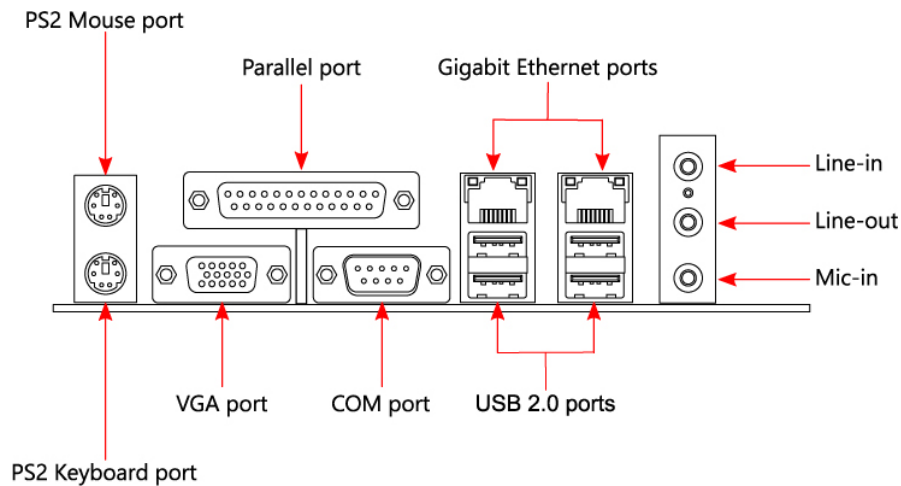 PS2 Mouse port
Parallel port
Gigabit Ethernet ports
Line-in
Line-out
Mic-in
VGA port
COM port
USB 2.0 ports
PS2 Keyboard port